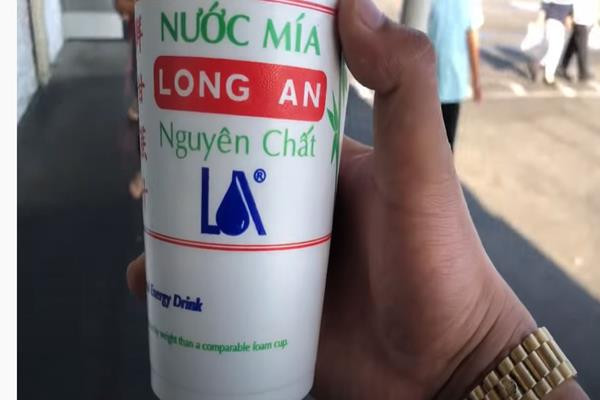 NƯỚC MÍA
LONG AN
Nguyên Chất
LA®
Energy Drink
weight than a comparable foam cup.